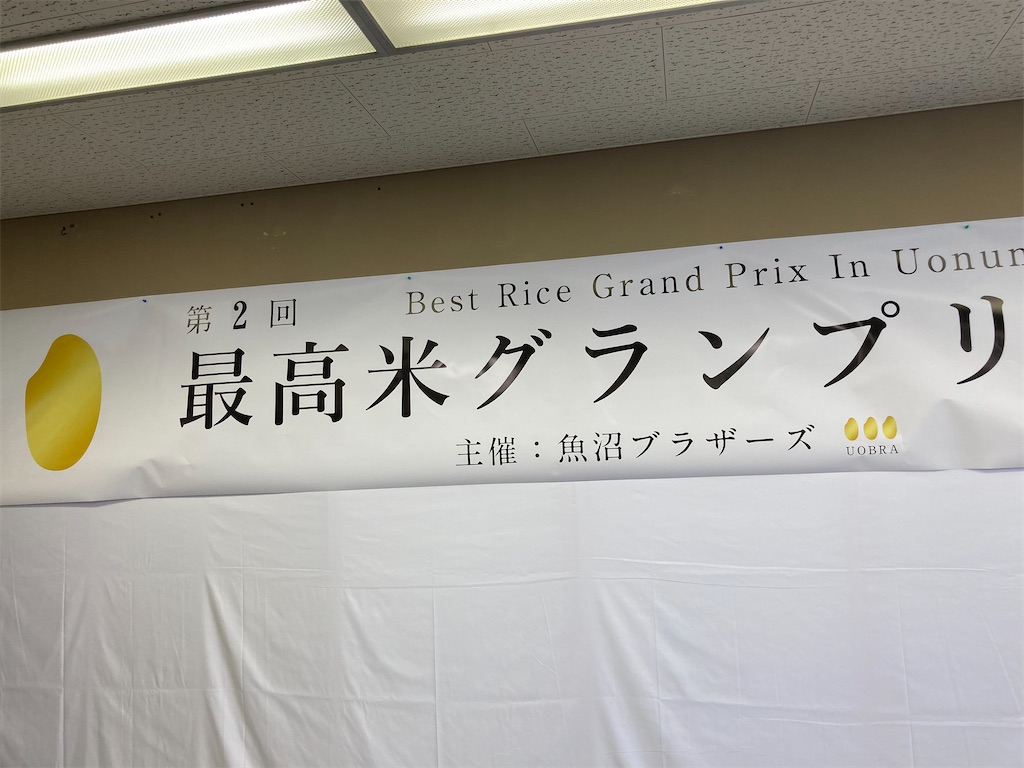 第2回
Best Rice Grand Prix In Uonum
最高米グランプリ
主催：魚沼ブラザーズ
UOBRA